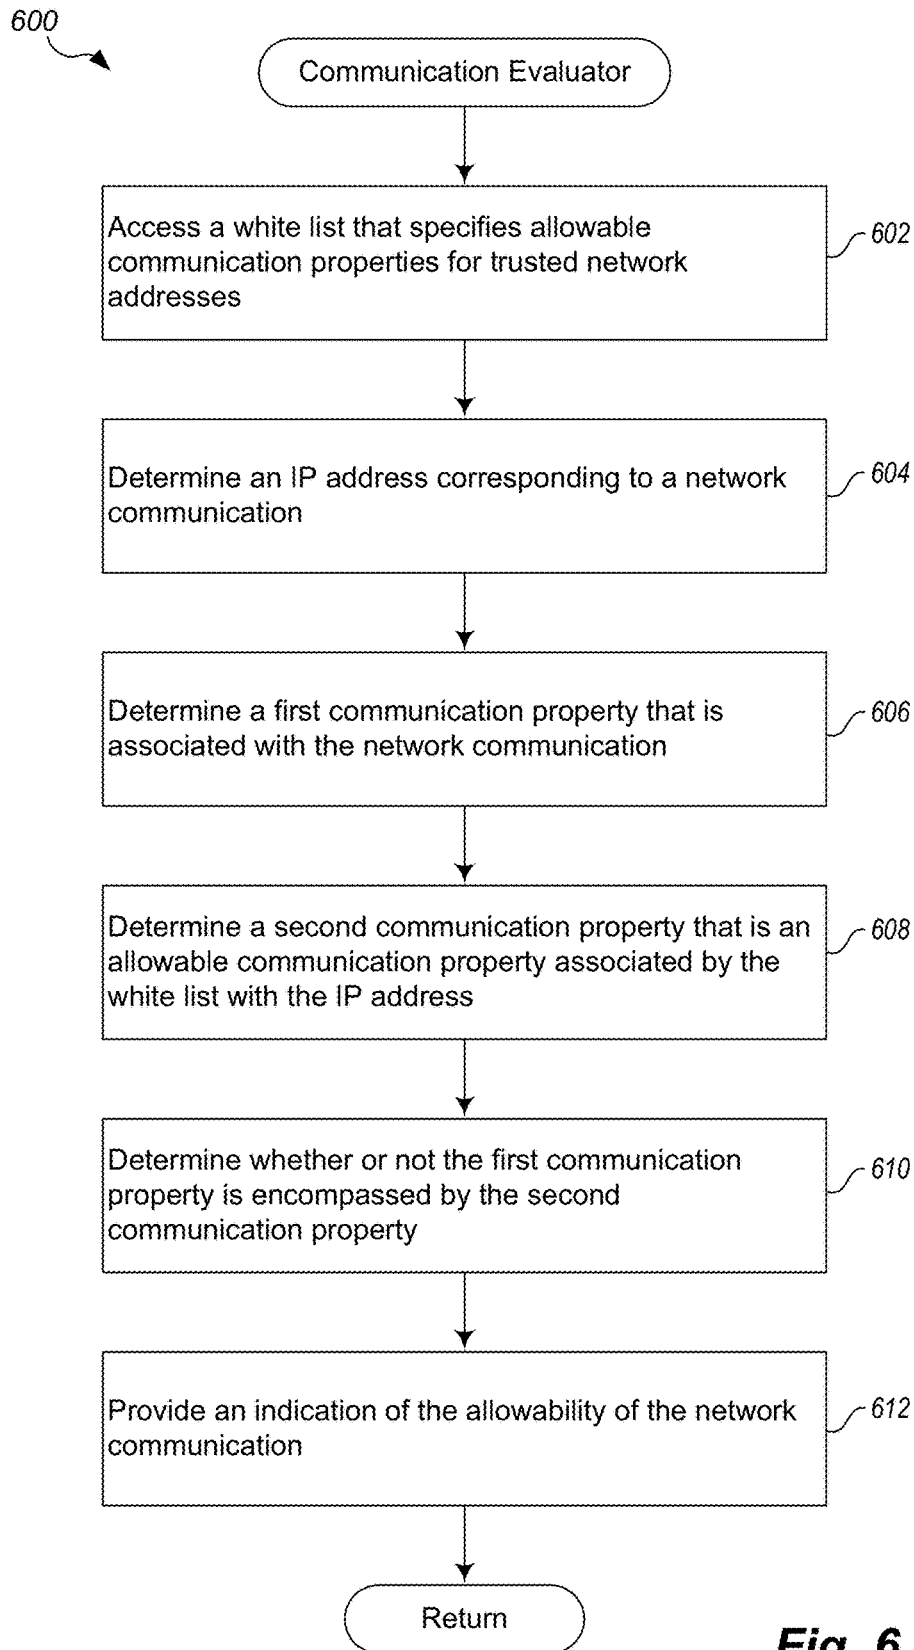 600
Communication Evaluator
Access a white list that specifies allowable
communication properties for trusted network
addresses
602
Determine an IP address corresponding to a network
communication
604
Determine a first communication property that is
associated with the network communication
606
Determine a second communication property that is an
allowable communication property associated by the
white list with the IP address
608
Determine whether or not the first communication
property is encompassed by the second
communication property
610
Provide an indication of the allowability of the network
communication
612
Return
Fig. 6